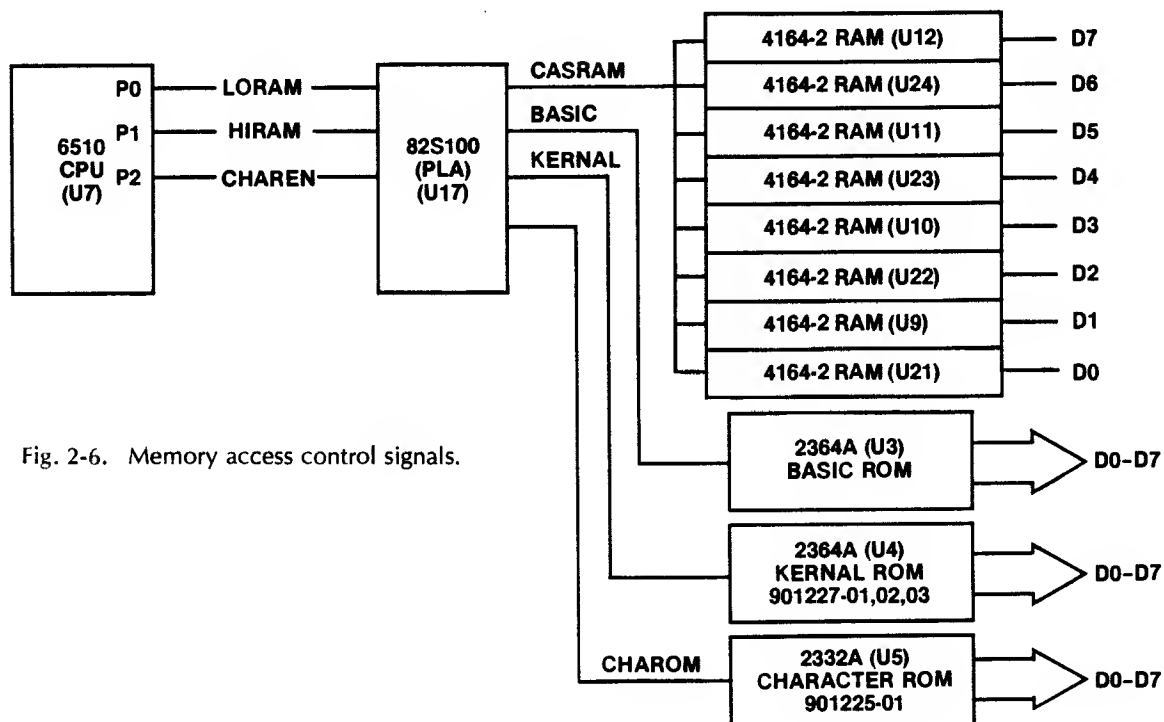 6510
CPU
(U7)
P0
P1
P2
LORAM
HIRAM
CHAREN
82S100
(PLA)
(U17)
CASRAM
BASIC
KERNAL
CHAROM
4164-2 RAM (U12)
D7
4164-2 RAM (U24)
D6
4164-2 RAM (U11)
D5
4164-2 RAM (U23)
D4
4164-2 RAM (U10)
D3
4164-2 RAM (U22)
D2
4164-2 RAM (U9)
D1
4164-2 RAM (U21)
D0
2364A (U3)
BASIC ROM
D0-D7
2364A (U4)
KERNAL ROM
901227-01,02,03
D0-D7
2332A (U5)
CHARACTER ROM
901225-01
D0-D7
Fig. 2-6. Memory access control signals.